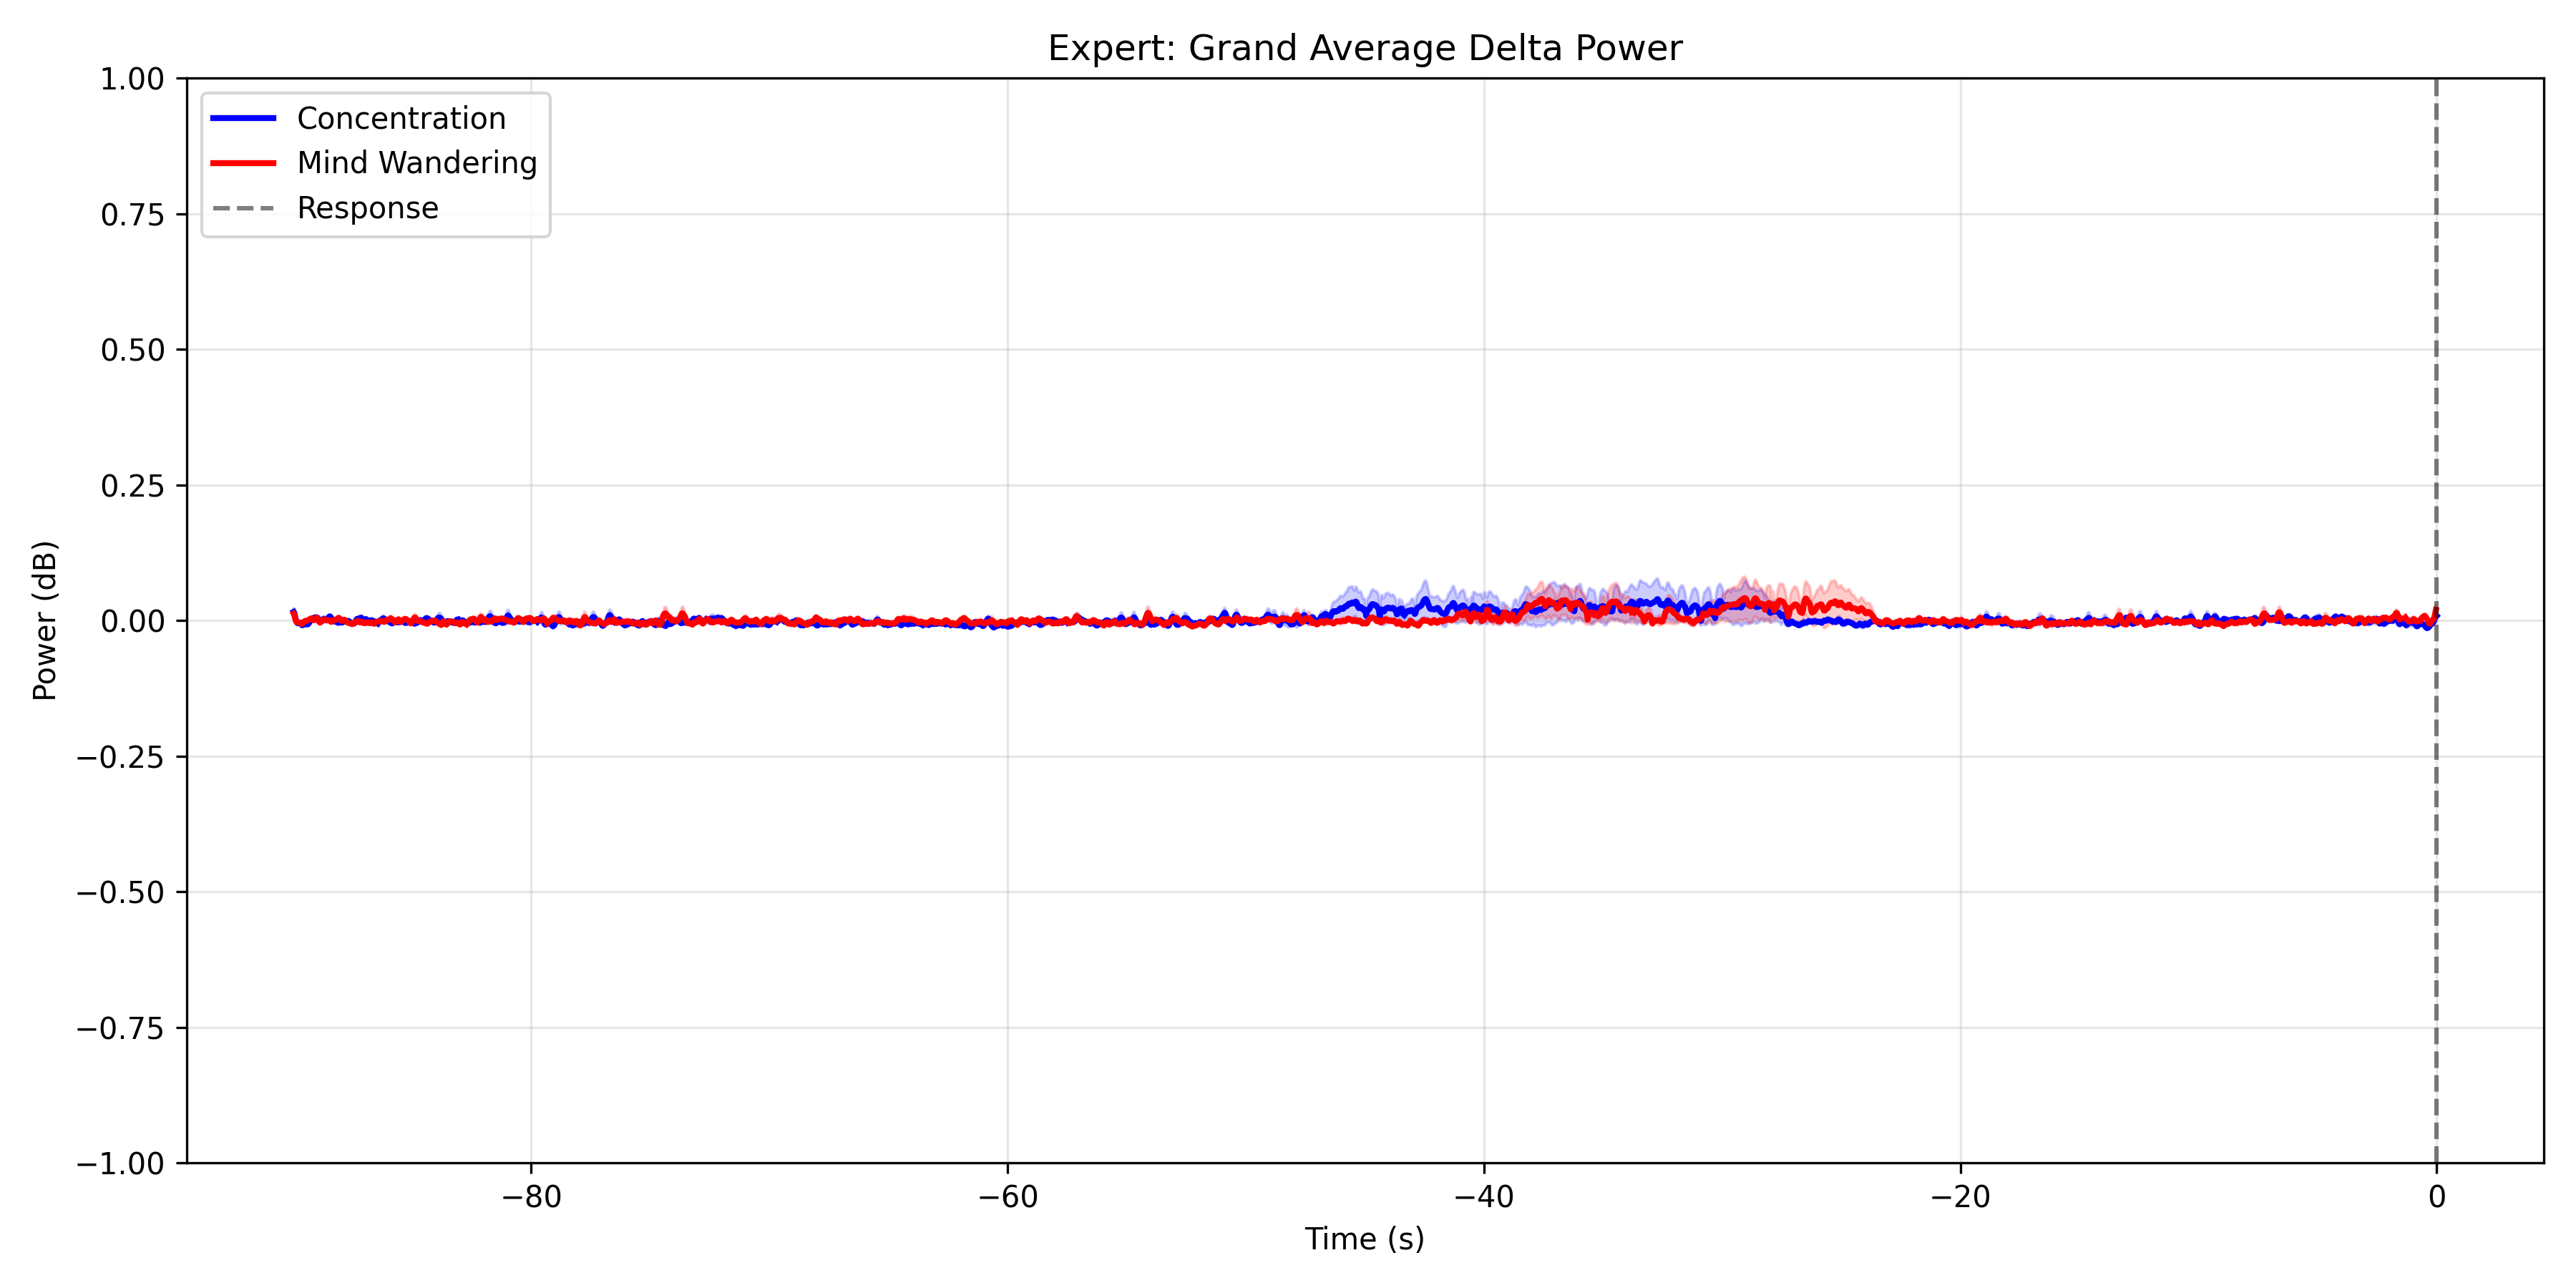 Expert: Grand Average Delta Power
Concentration
Mind Wandering
Response
1.00
0.75
0.50
0.25
0.00
−0.25
−0.50
−0.75
−1.00
Power (dB)
−80
−60
−40
−20
0
Time (s)